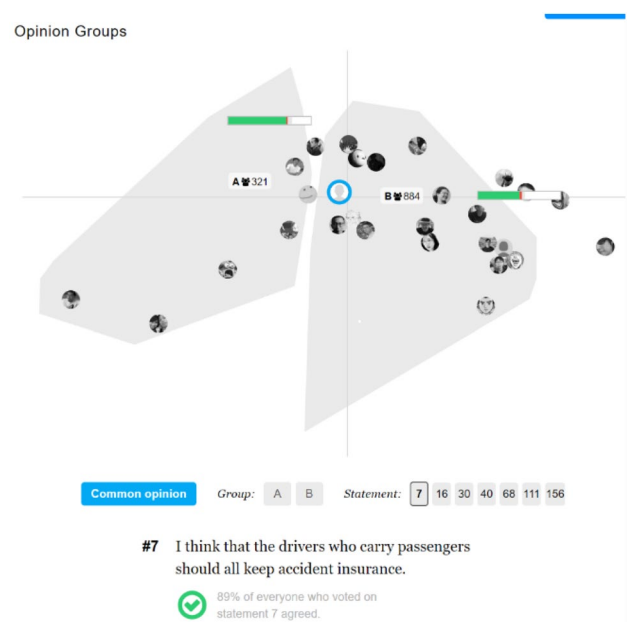 Opinion Groups
A 321
B 884
Common opinion Group: A B Statement: 7 16 30 40 68 111 156
#7 I think that the drivers who carry passengers
should all keep accident insurance.
89% of everyone who voted on
statement 7 agreed.